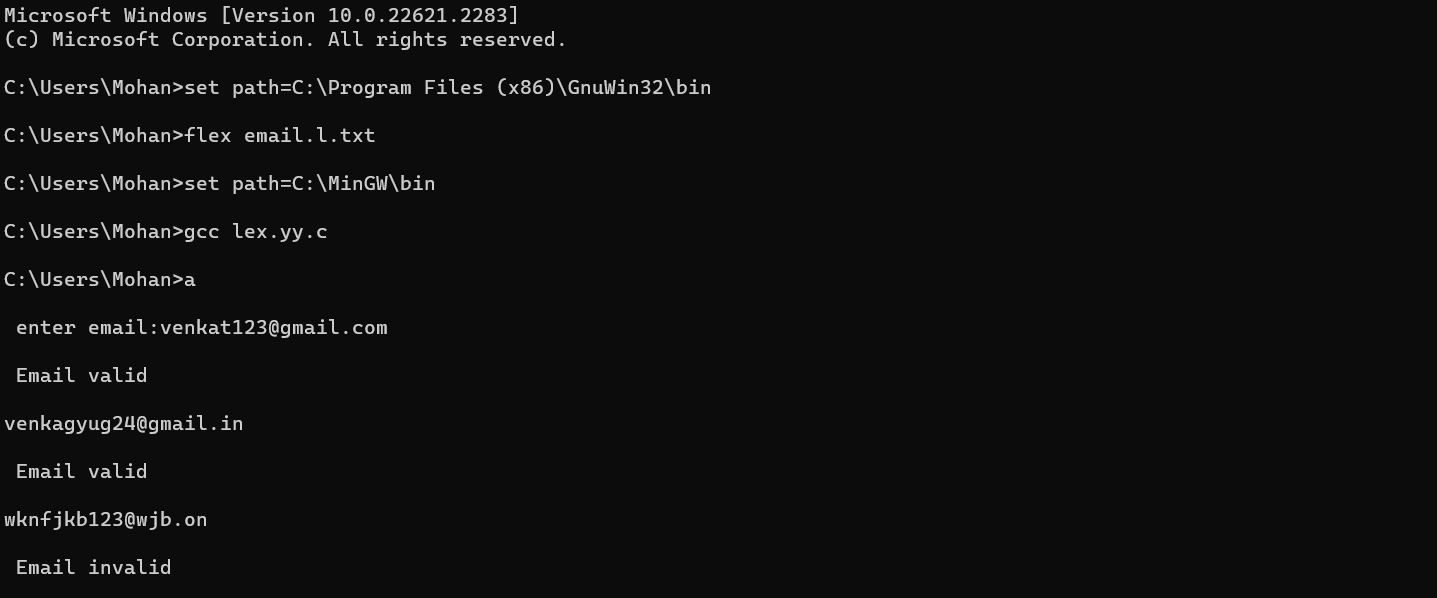 Microsoft Windows [Version 10.0.22621.2283]
(c) Microsoft Corporation. All rights reserved.
C:\Users\Mohan>set path=C:\Program Files (x86)\GnuWin32\bin
C:\Users\Mohan>flex email.l.txt
C:\Users\Mohan>set path=C:\MinGW\bin
C:\Users\Mohan>gcc lex.yy.c
C:\Users\Mohan>a
enter email:venkat123@gmail.com
Email valid
venkagyug24@gmail.in
Email valid
wknfjkb123@wjb.on
Email invalid